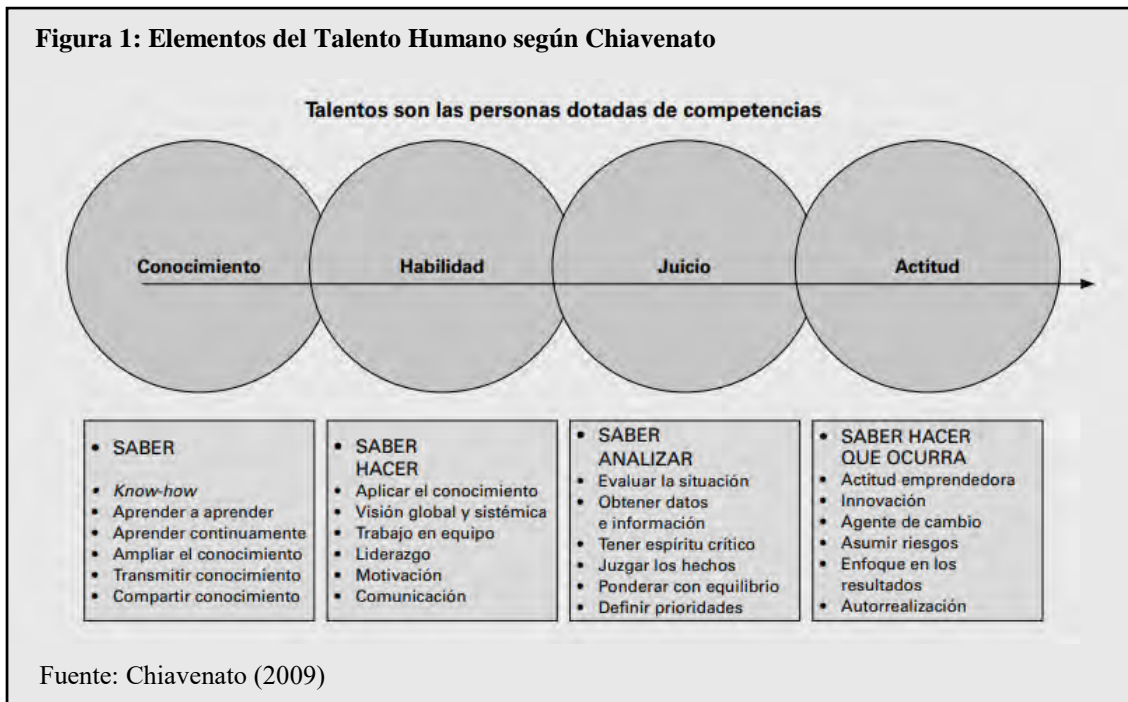 Figura 1: Elementos del Talento Humano según Chiavenato
Talentos son las personas dotadas de competencias
Conocimiento
Habilidad
Juicio
Actitud
• SABER
• Know-how
• Aprender a aprender
• Aprender continuamente
• Ampliar el conocimiento
• Transmitir conocimiento
• Compartir conocimiento
• SABER
HACER
• Aplicar el conocimiento
• Visión global y sistémica
• Trabajo en equipo
• Liderazgo
• Motivación
• Comunicación
• SABER
ANALIZAR
• Evaluar la situación
• Obtener datos
e información
• Tener espíritu crítico
• Juzgar los hechos
• Ponderar con equilibrio
• Definir prioridades
• SABER HACER
QUE OCURRA
• Actitud emprendedora
• Innovación
• Agente de cambio
• Asumir riesgos
• Enfoque en los
resultados
• Autorrealización
Fuente: Chiavenato (2009)